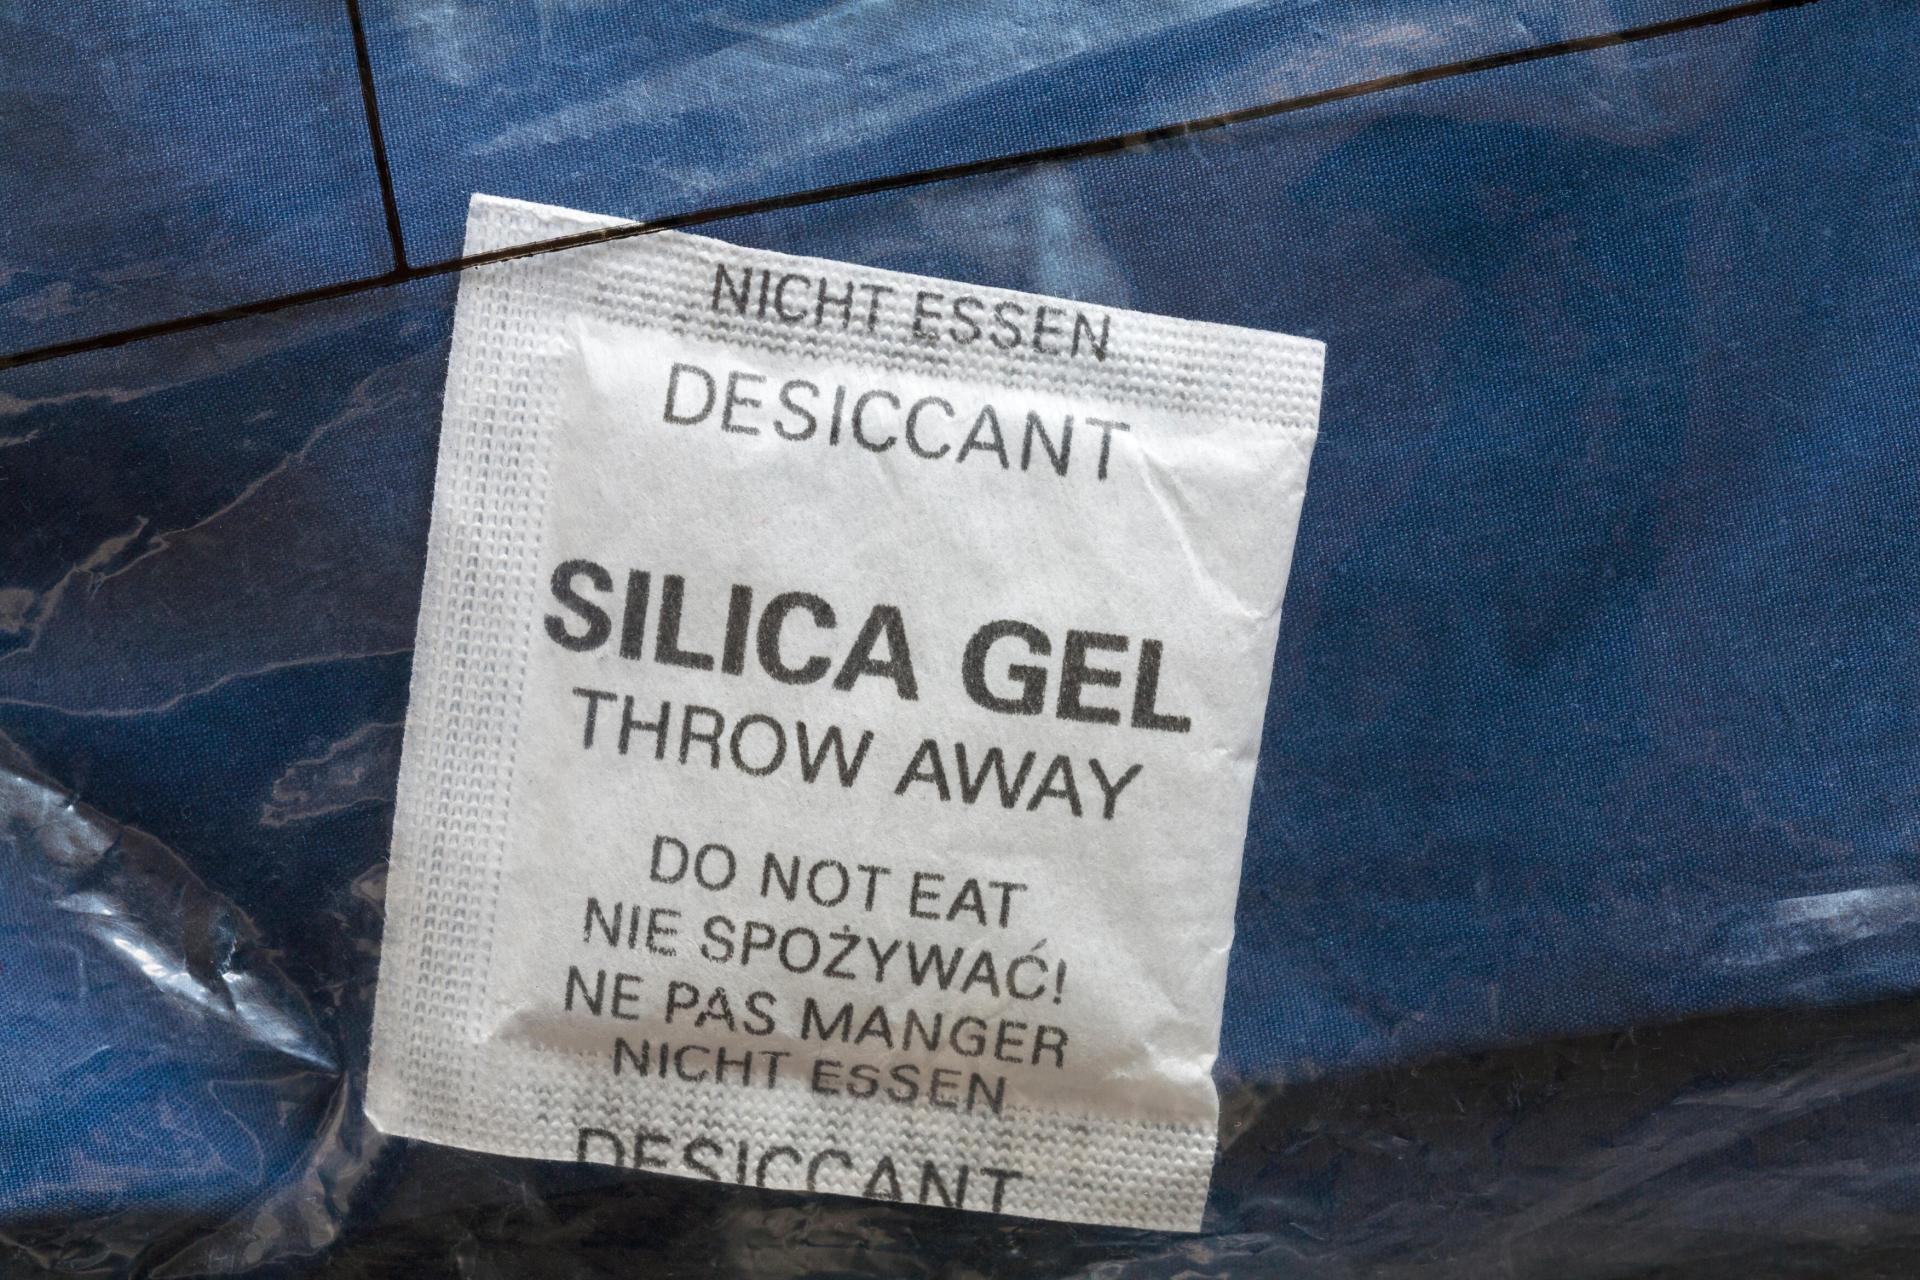 NICHT ESSEN
DESICCANT
SILICA GEL
THROW AWAY
DO NOT EAT
NIE SPOŻYWAĆ!
NE PAS MANGER
NICHT ESSEN
DESICCANT